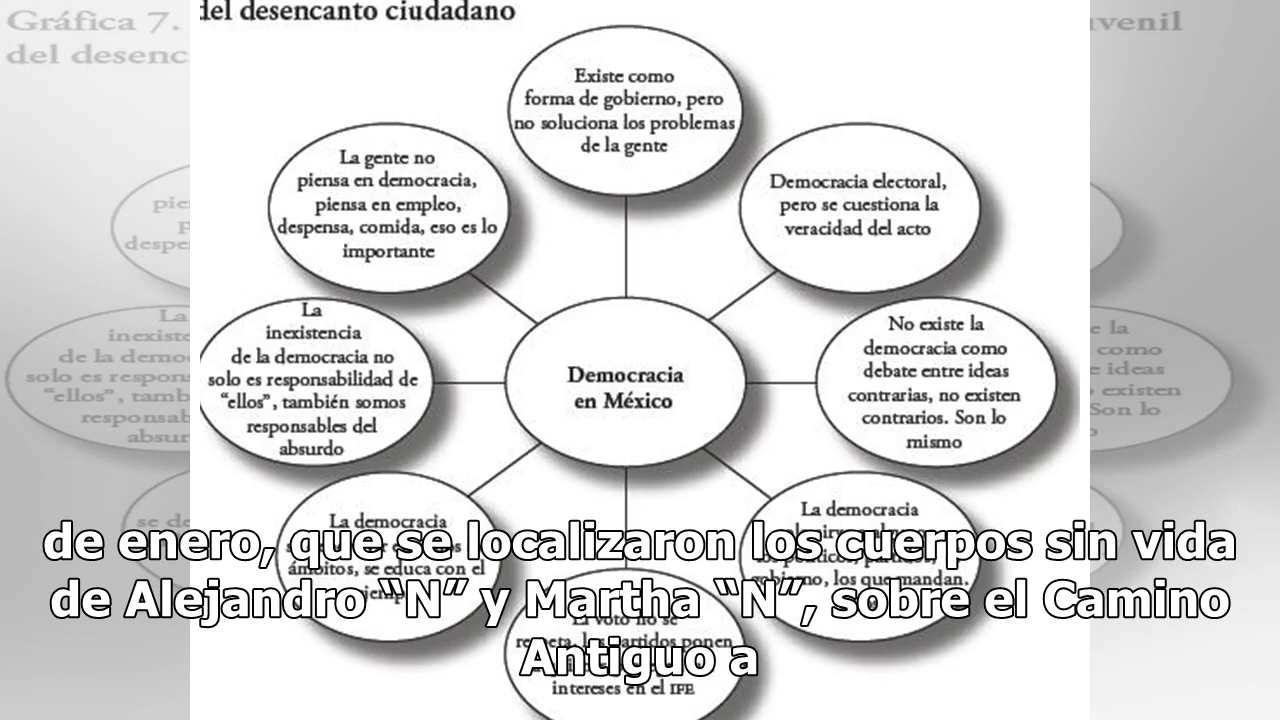 Gráfica 7.
del desencanto ciudadano
Existe como
forma de gobierno, pero
no soluciona los problemas
de la gente
La gente no
piensa en democracia,
piensa en empleo,
despensa, comida, eso es lo
importante
Democracia electoral,
pero se cuestiona la
veracidad del acto
La
inexistencia
de la democracia no
solo es responsabilidad de
“ellos”, también somos
responsables del
absurdo
Democracia
en México
No existe la
democracia como
debate entre ideas
contrarias, no existen
contrarios. Son lo
mismo
La democracia
ámbitos, se educa con el
La democracia
los que mandan.
El voto no se
partidos ponen
intereses en el IFE
de enero, que se localizaron los cuerpos sin vida
de Alejandro “N” y Martha “N”, sobre el Camino
Antiguo a